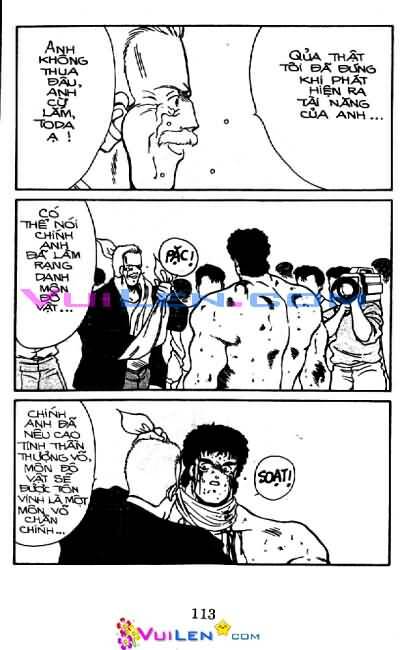 QỦA THẬT
TÔI ĐÃ ĐÚNG
KHI PHÁT
HIỆN RA
TÀI NĂNG
CỦA ANH...
ANH
KHÔNG
THUA
ĐÂU,
ANH
CỪ
LẮM,
TODA
Ạ!
CÓ
THỂ NÓI
CHÍNH
ANH
ĐÃ LÀM
RẠNG
DANH
MÔN
ĐÔ
VẬT...
PẶC!
VUILEN.COM
CHÍNH
ANH ĐÃ
NÊU CAO
TINH THẦN
THƯỢNG VÕ,
MÔN ĐÔ
VẬT SẼ
ĐƯỢC TÔN
VINH LÀ MỘT
MÔN VÕ
CHÂN
CHÍNH...
SOẠT!
113
VUILEN.COM